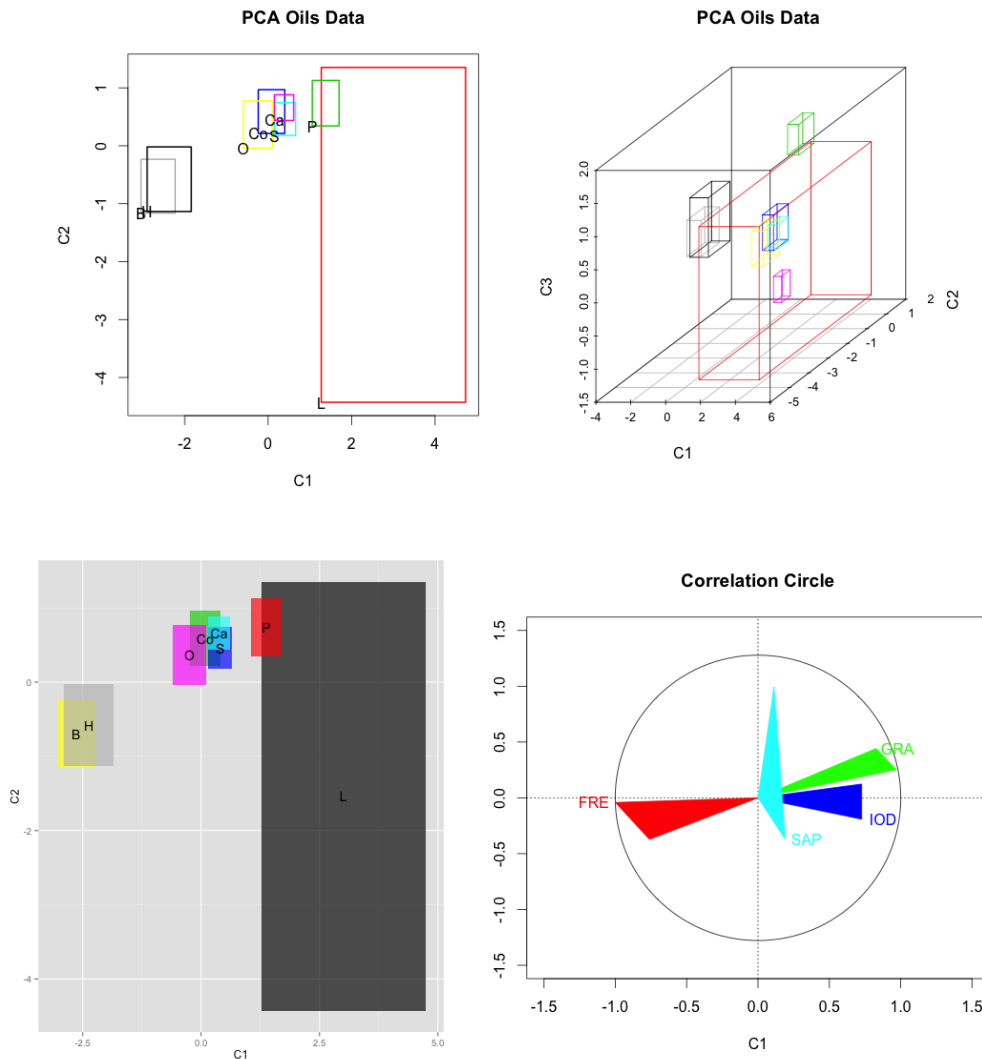 PCA Oils Data
C2
1
0
-1
-2
-3
-4
B
H
O
Co
Ca
S
P
L
-2
0
2
4
C1
PCA Oils Data
C3
2.0
1.5
1.0
0.5
0.0
-0.5
-1.0
-1.5
-4
-2
0
2
4
6
C1
-5
-4
-3
-2
-1
0
1
2
C2
C2
0
-2
-4
B
H
O
Co
Ca
S
P
L
-2.5
0.0
2.5
5.0
C1
Correlation Circle
1.5
1.0
0.5
0.0
-0.5
-1.0
-1.5
FRE
GRA
IOD
SAP
-1.5
-1.0
-0.5
0.0
0.5
1.0
1.5
C1